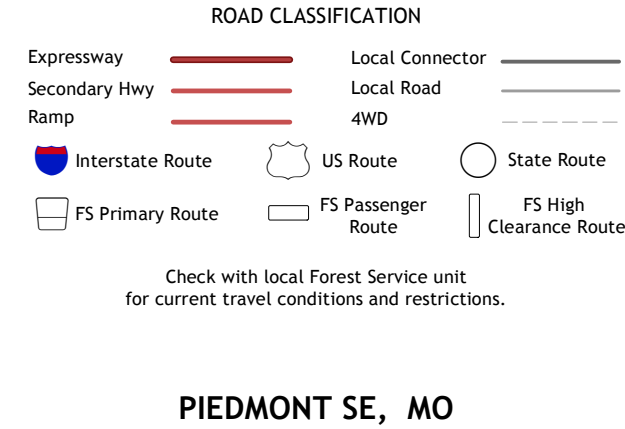 ROAD CLASSIFICATION
Expressway
Local Connector
Secondary Hwy
Local Road
Ramp
4WD
Interstate Route
US Route
State Route
FS Primary Route
FS Passenger
Route
FS High
Clearance Route
Check with local Forest Service unit
for current travel conditions and restrictions.
PIEDMONT SE, MO